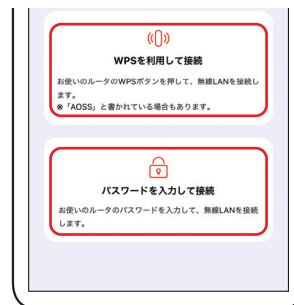 WPSを利用して接続
お使いのルータのWPSボタンを押して、無線LANを接続し
ます。
※「AOSS」と書かれている場合もあります。
パスワードを入力して接続
お使いのルータのパスワードを入力して、無線LANを接続
します。